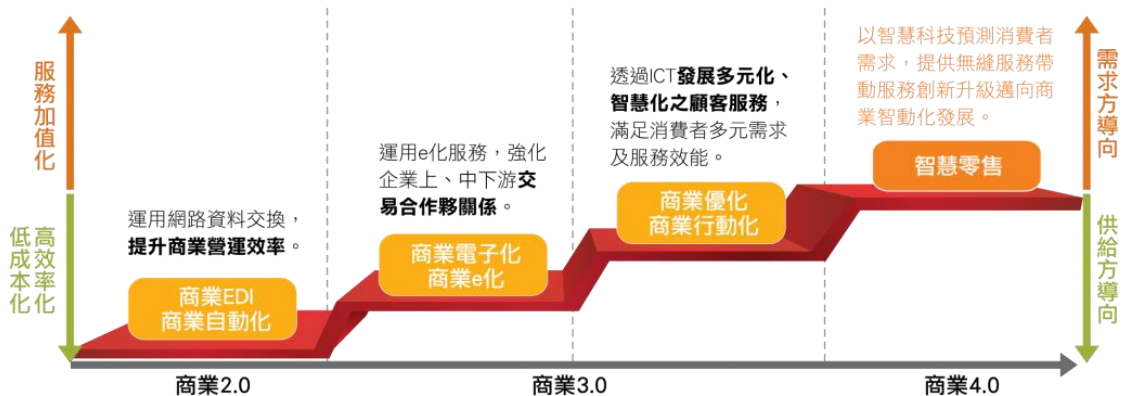 服務加值化
高效率化
低成本化
運用網路資料交換，
提升商業營運效率。
商業EDI
商業自動化
運用e化服務，強化
企業上、中下游交
易合作夥關係。
商業電子化
商業e化
透過ICT發展多元化、
智慧化之顧客服務，
滿足消費者多元需求
及服務效能。
商業優化
商業行動化
以智慧科技預測消費者
需求，提供無縫服務帶
動服務創新升級邁向商
業智動化發展。
智慧零售
需求方導向
供給方導向
商業2.0
商業3.0
商業4.0